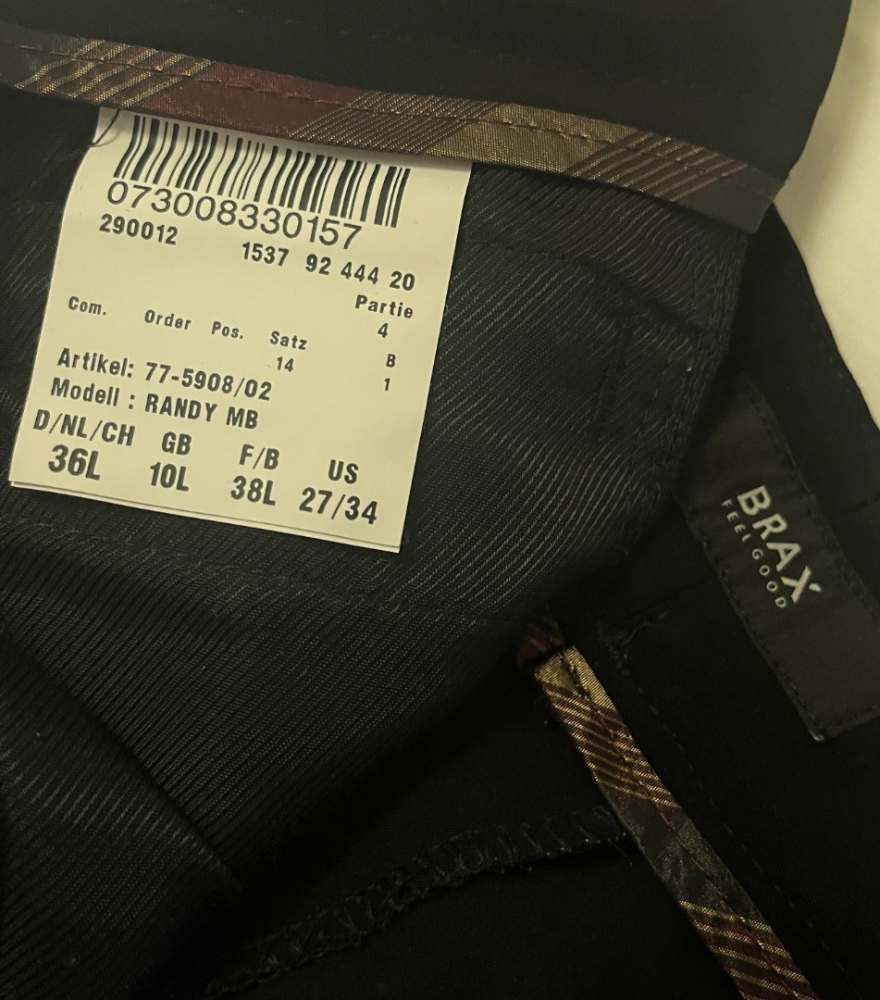 073008330157
290012 1537 92 444 20
Partie
Com. Order Pos. Satz 4
14 B
Artikel: 77-5908/02 1
Modell : RANDY MB
D/NL/CH GB F/B US
36L 10L 38L 27/34
BRAX
FEEL GOOD